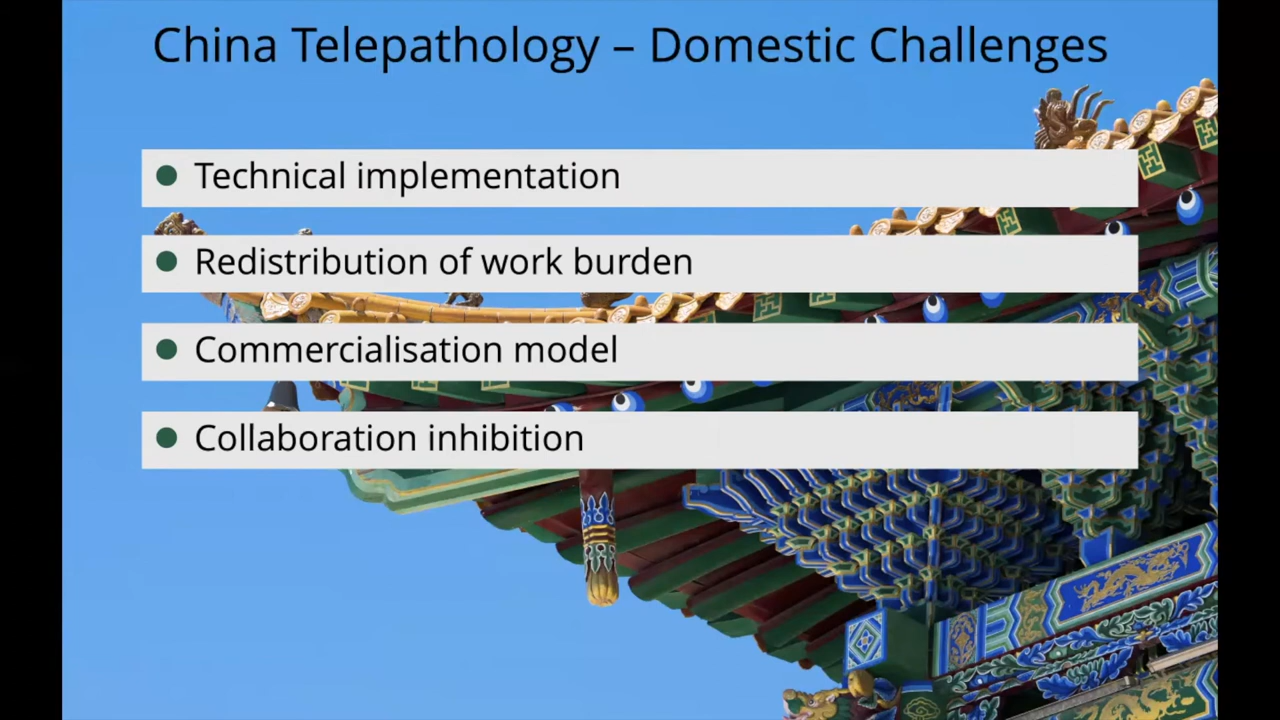 China Telepathology – Domestic Challenges
Technical implementation
Redistribution of work burden
Commercialisation model
Collaboration inhibition